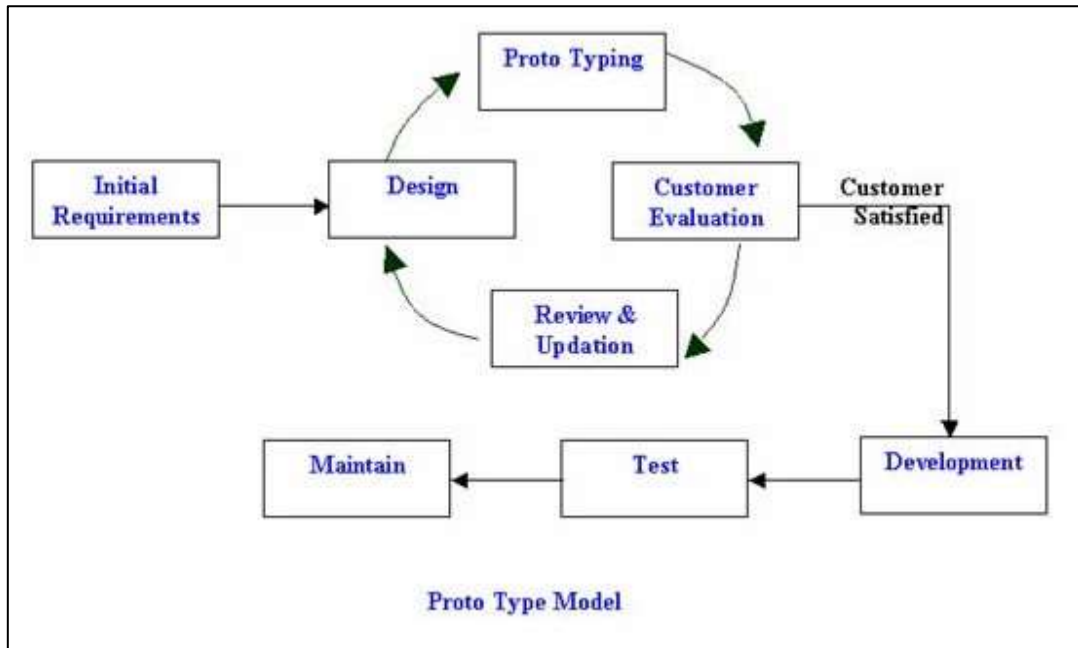 Proto Typing
Initial
Requirements
Design
Customer
Evaluation
Customer
Satisfied
Review &
Updation
Maintain
Test
Development
Proto Type Model